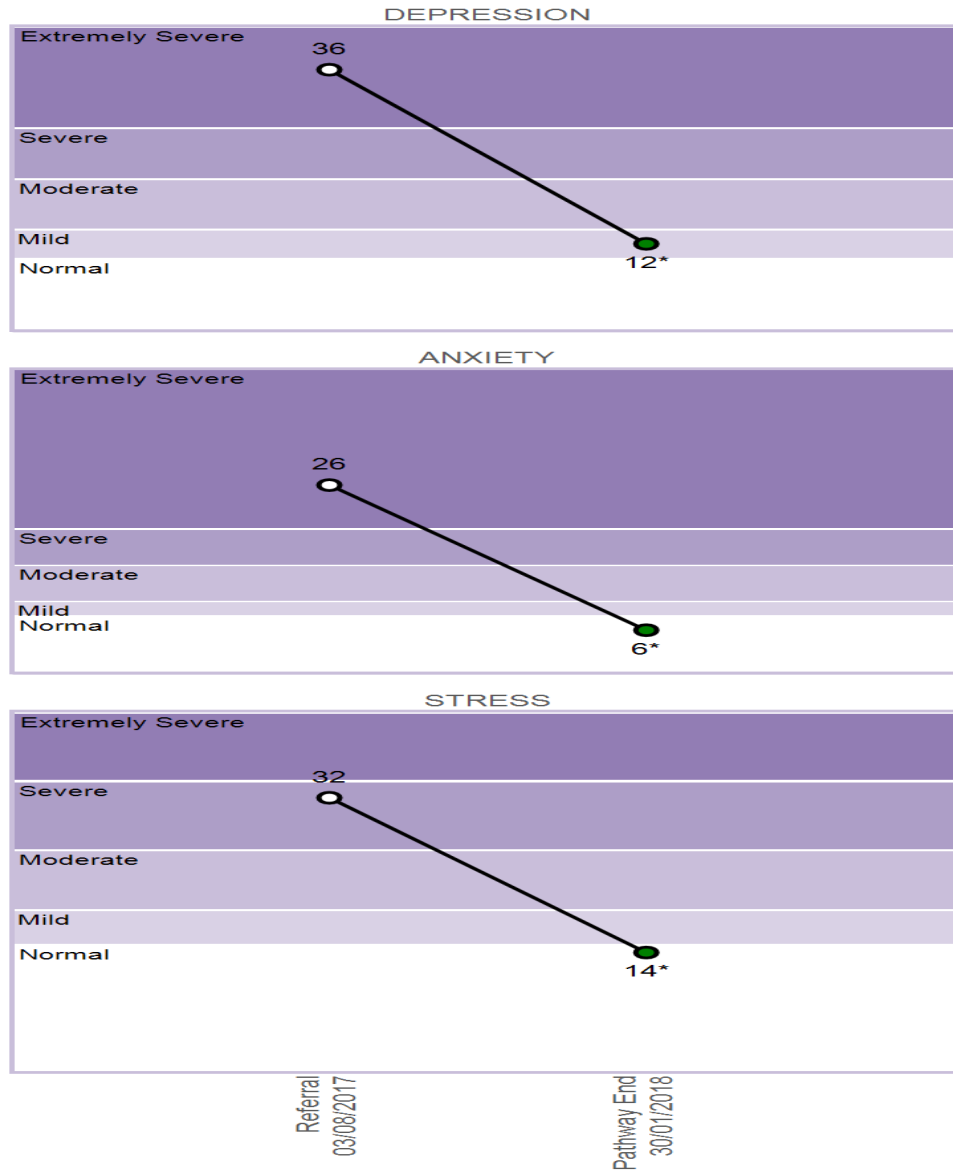 DEPRESSION
Extremely Severe
36
Severe
Moderate
Mild
12*
Normal
ANXIETY
Extremely Severe
26
Severe
Moderate
Mild
Normal
6*
STRESS
Extremely Severe
32
Severe
Moderate
Mild
Normal
14*
Referral
03/08/2017
Pathway End
30/01/2018